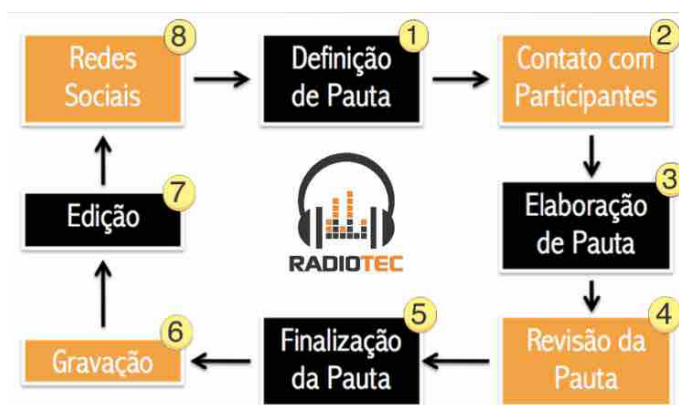 8
Redes
Sociais
1
Definição
de Pauta
2
Contato com
Participantes
7
Edição
RADIOTEC
3
Elaboração
de Pauta
6
Gravação
5
Finalização
da Pauta
4
Revisão da
Pauta